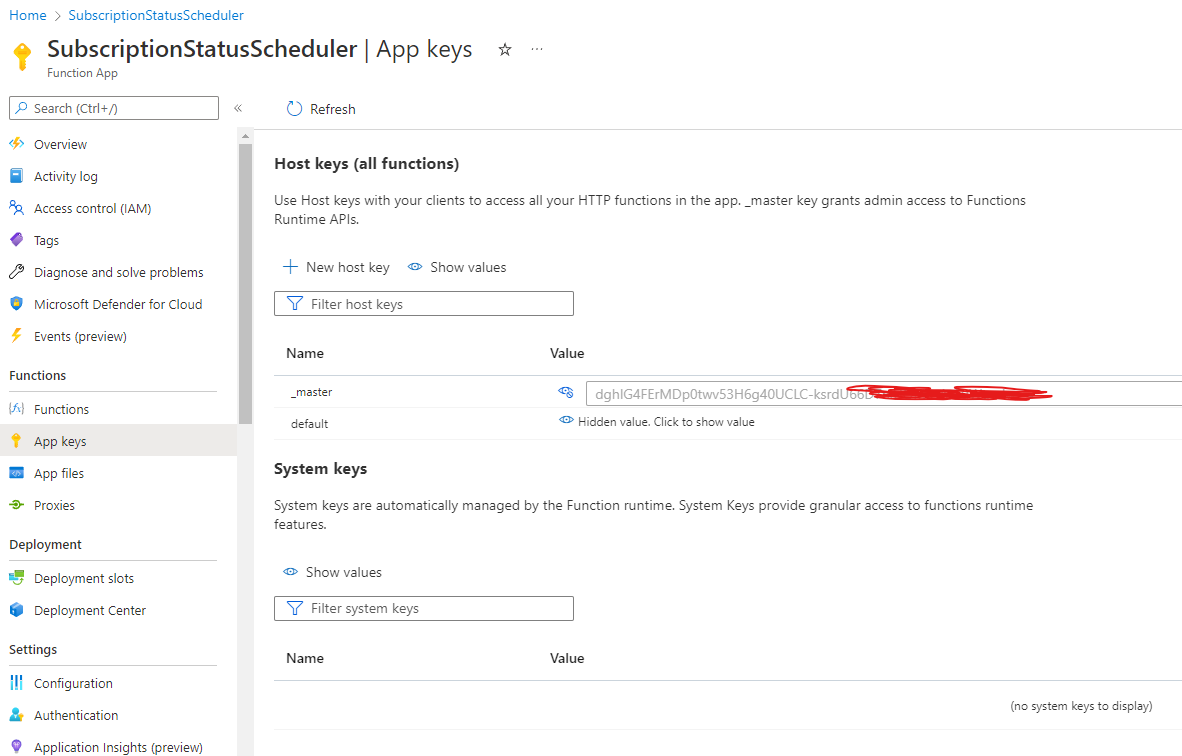 Home > SubscriptionStatusScheduler
SubscriptionStatusScheduler | App keys
Function App
Search (Ctrl+/)
«
Refresh
Overview
Activity log
Access control (IAM)
Tags
Diagnose and solve problems
Microsoft Defender for Cloud
Events (preview)
Functions
Functions
App keys
App files
Proxies
Deployment
Deployment slots
Deployment Center
Settings
Configuration
Authentication
Application Insights (preview)
Host keys (all functions)
Use Host keys with your clients to access all your HTTP functions in the app. _master key grants admin access to Functions
Runtime APIs.
New host key Show values
Filter host keys
Name Value
_master
default Hidden value. Click to show value
System keys
System keys are automatically managed by the Function runtime. System Keys provide granular access to functions runtime
features.
Show values
Filter system keys
Name Value
(no system keys to display)